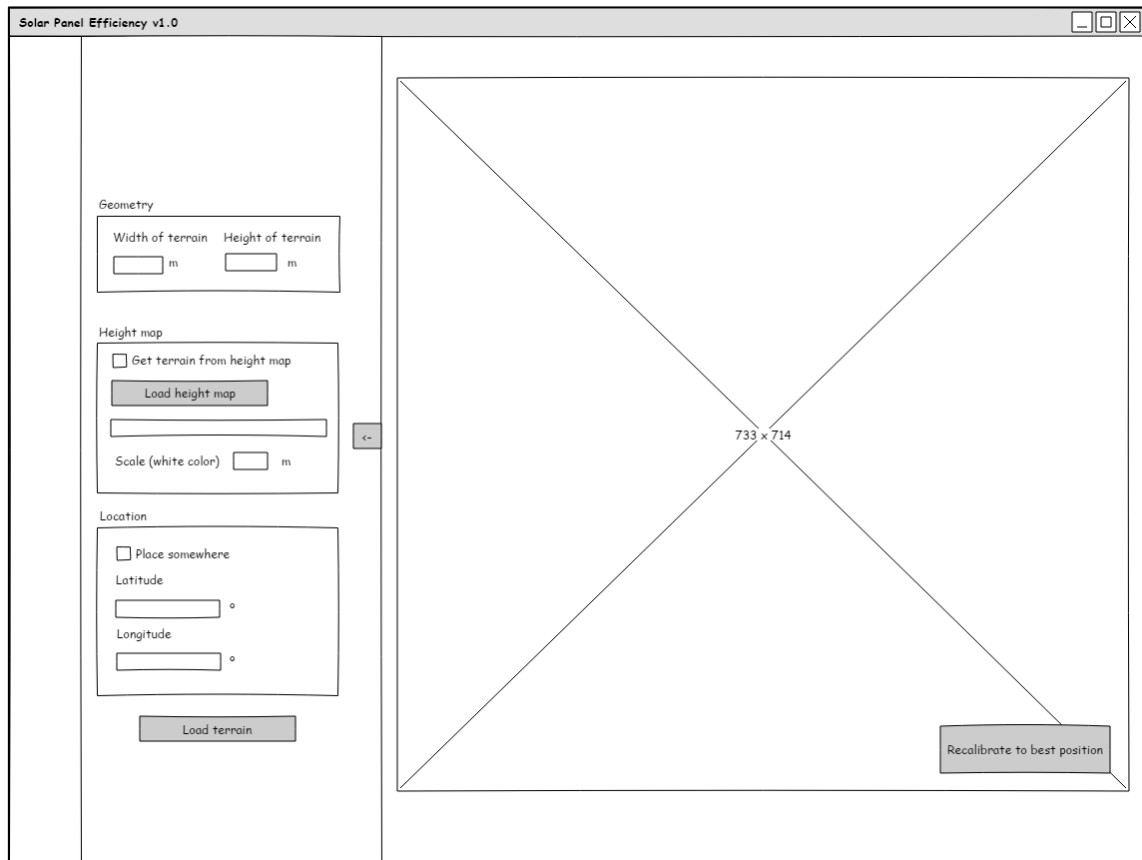 Solar Panel Efficiency v1.0
Geometry
Width of terrain Height of terrain
m m
Height map
Get terrain from height map
Load height map
<-
Scale (white color) m
Location
Place somewhere
Latitude
°
Longitude
°
Load terrain
733 x 714
Recalibrate to best position